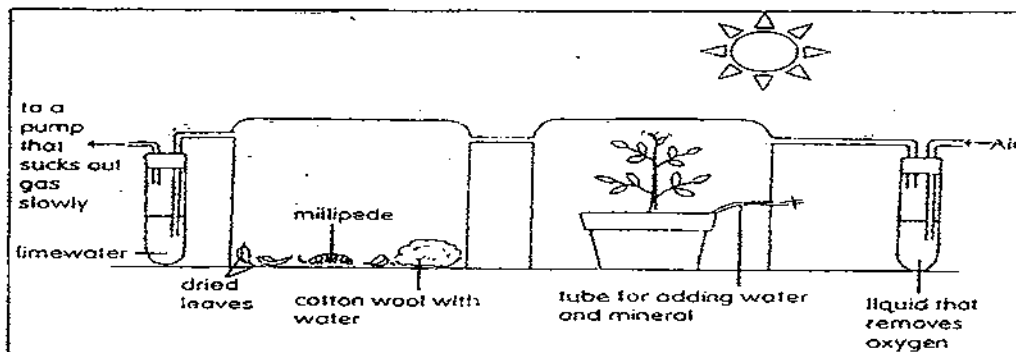 to a
pump
that
sucks out
gas
slowly
Air
millipede
limewater
dried
leaves
cotton wool with
water
tube for adding water
and mineral
liquid that
removes
oxygen